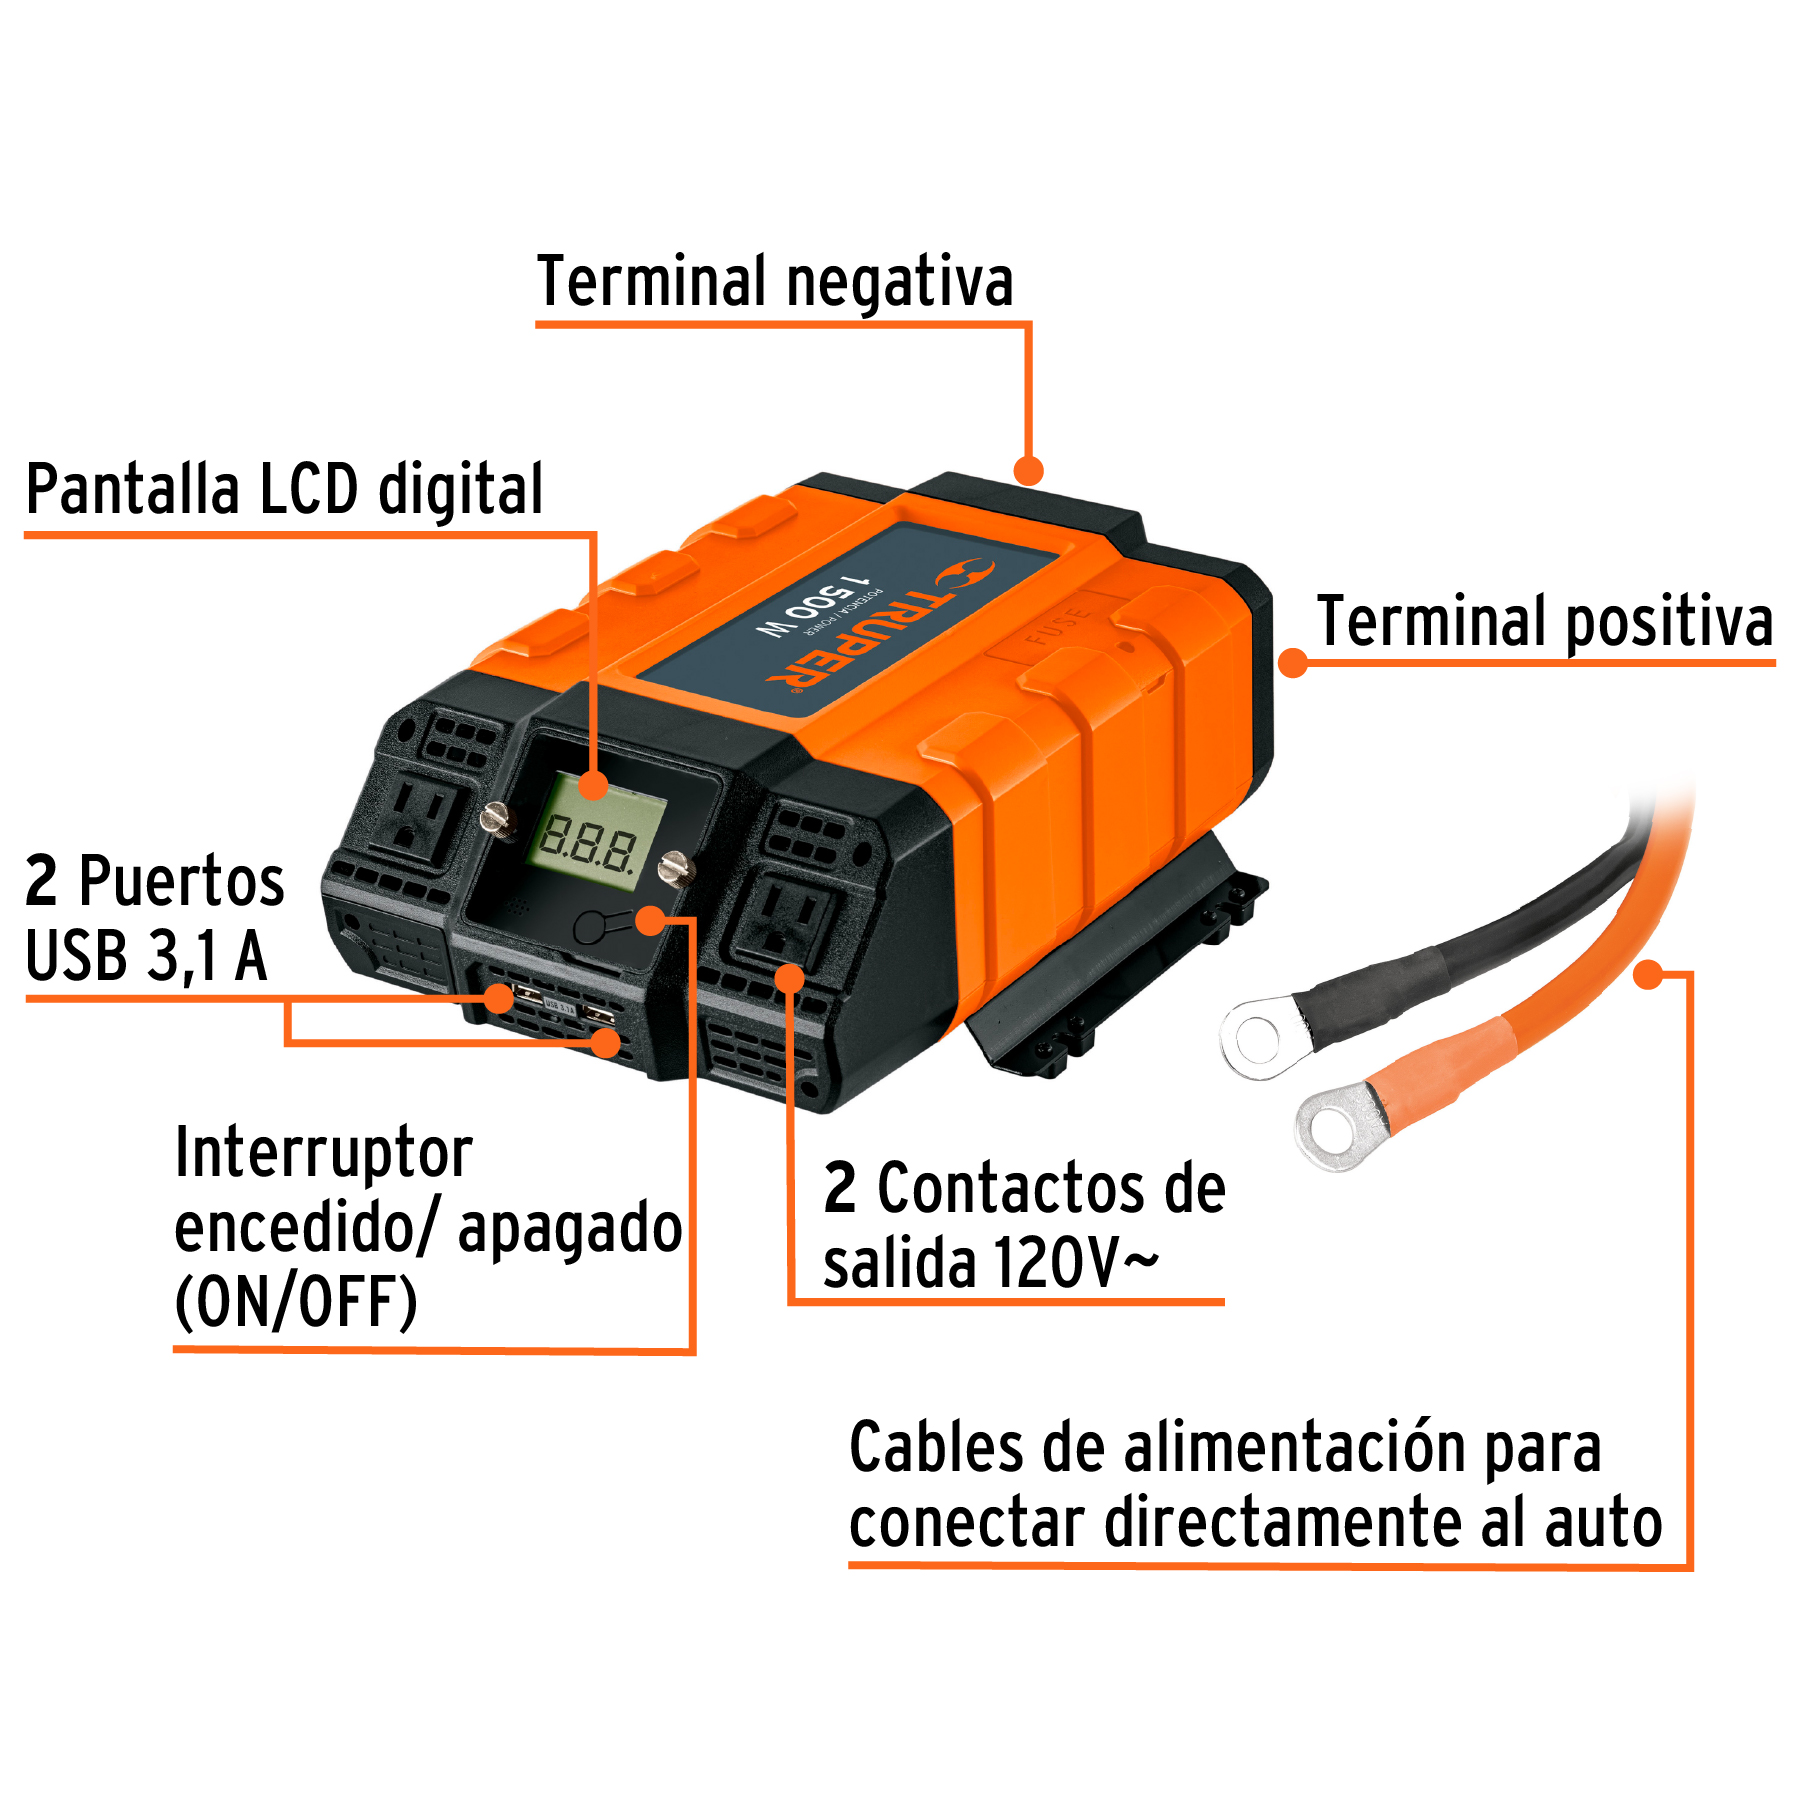 Terminal negativa
Pantalla LCD digital
Terminal positiva
TRUPER®
POTENCIA / POWER
1 500 W
FUSE
8.8.8.
2 Puertos
USB 3,1 A
USB 3.1A
Interruptor
encedido/ apagado
(ON/OFF)
2 Contactos de
salida 120V~
Cables de alimentación para
conectar directamente al auto